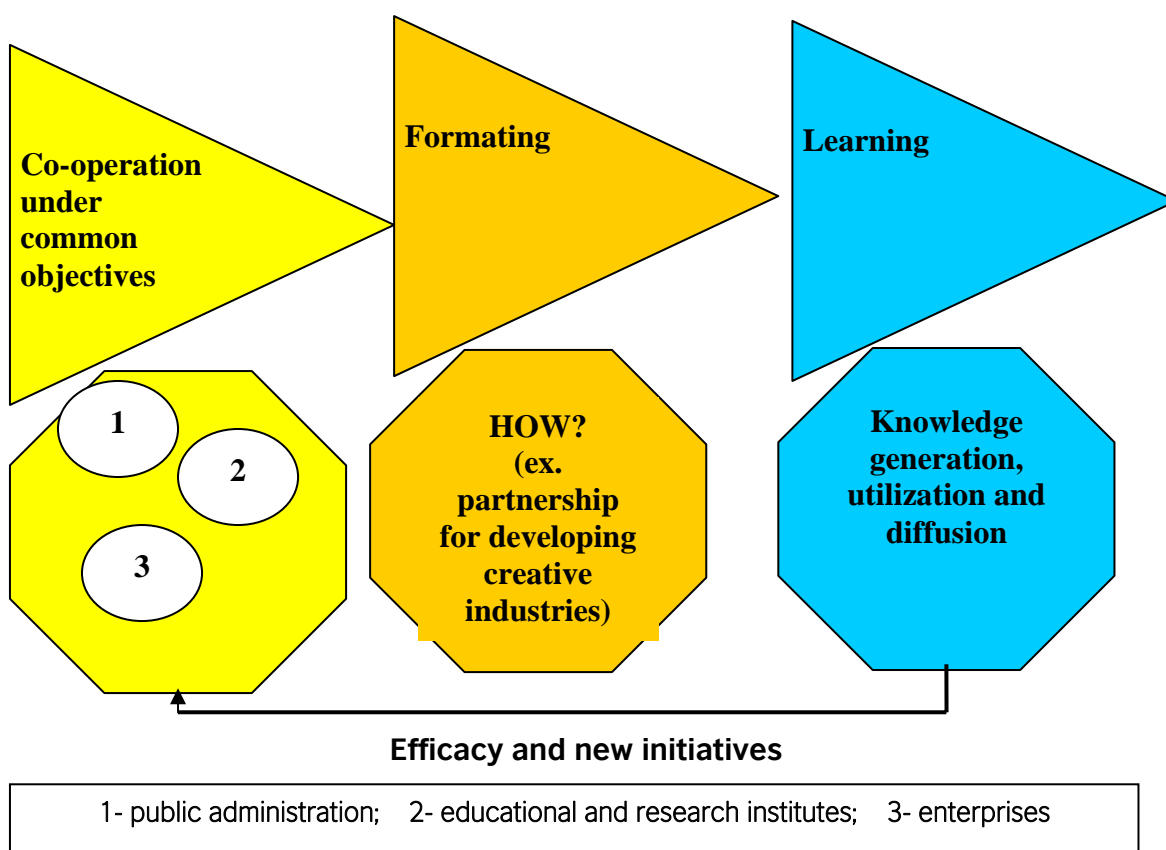 Co-operation
under
common
objectives
Formating
Learning
1
2
3
HOW?
(ex.
partnership
for developing
creative
industries)
Knowledge
generation,
utilization and
diffusion
Efficacy and new initiatives
1- public administration; 2- educational and research institutes; 3- enterprises